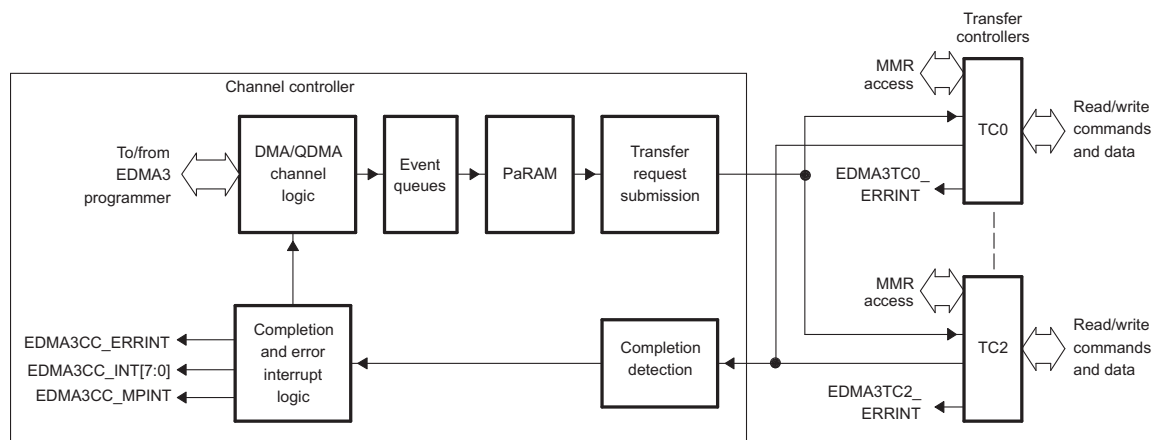 Transfer
controllers
MMR
access
TC0
Read/write
commands
and data
EDMA3TC0_
ERRINT
Channel controller
To/from
EDMA3
programmer
DMA/QDMA
channel
logic
Event
queues
PaRAM
Transfer
request
submission
MMR
access
TC2
Read/write
commands
and data
EDMA3TC2_
ERRINT
EDMA3CC_ERRINT
EDMA3CC_INT[7:0]
EDMA3CC_MPINT
Completion
and error
interrupt
logic
Completion
detection